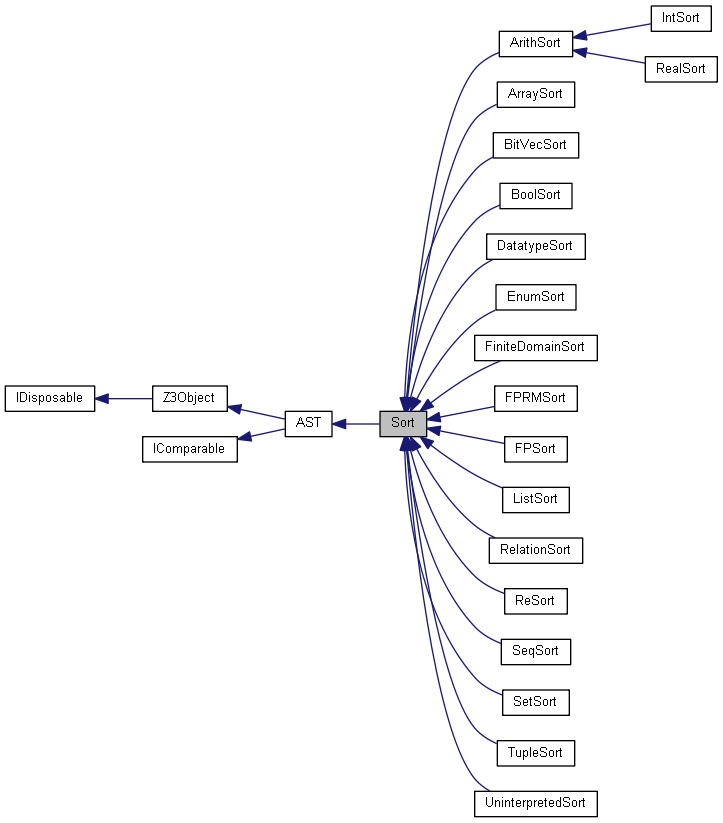 IntSort
ArithSort
RealSort
ArraySort
BitVecSort
BoolSort
DatatypeSort
EnumSort
FiniteDomainSort
IDisposable
Z3Object
FPRMSort
AST
Sort
IComparable
FPSort
ListSort
RelationSort
ReSort
SeqSort
SetSort
TupleSort
UninterpretedSort